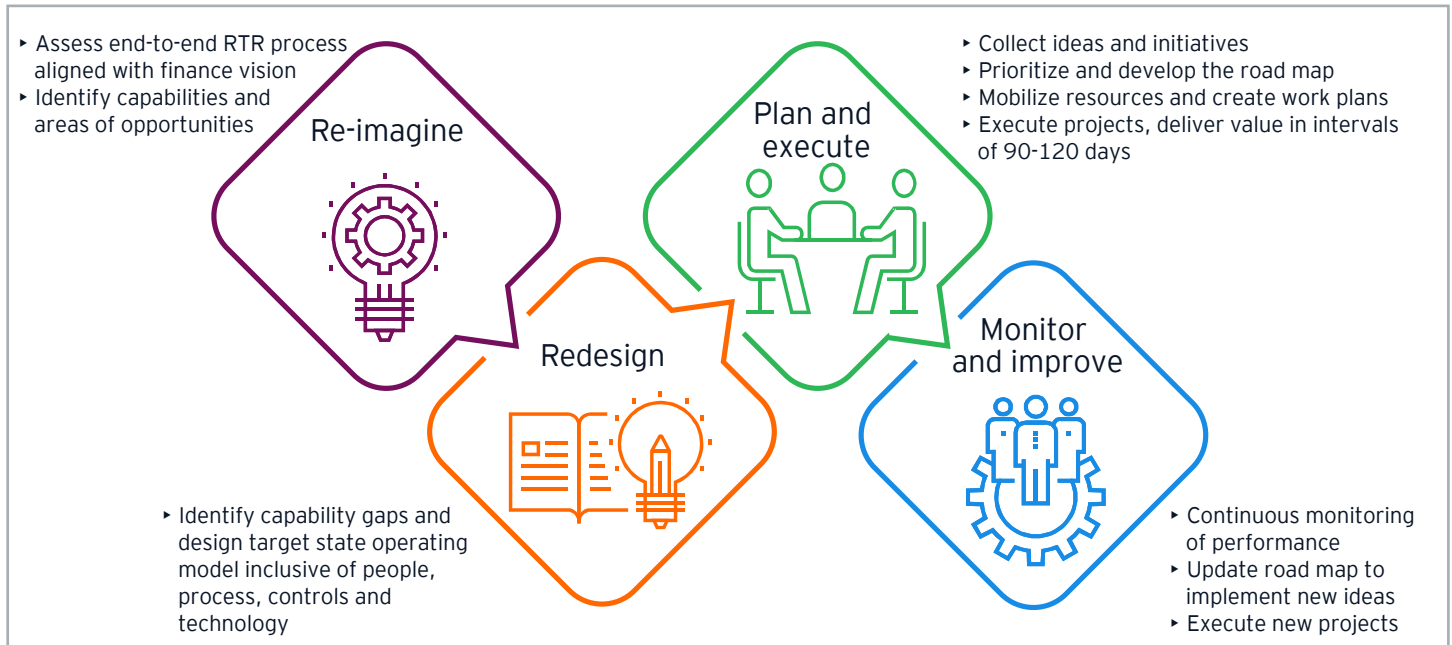 ▸ Assess end-to-end RTR process
aligned with finance vision
▸ Identify capabilities and
areas of opportunities
Re-imagine
▸ Identify capability gaps and
design target state operating
model inclusive of people,
process, controls and
technology
Redesign
▸ Collect ideas and initiatives
▸ Prioritize and develop the road map
▸ Mobilize resources and create work plans
▸ Execute projects, deliver value in intervals
of 90-120 days
Plan and
execute
Monitor
and improve
▸ Continuous monitoring
of performance
▸ Update road map to
implement new ideas
▸ Execute new projects